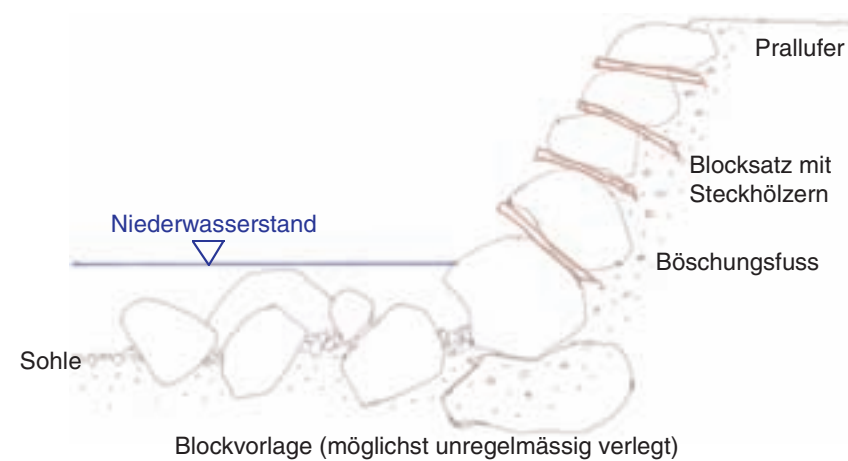 Prallufer
Blocksatz mit
Steckhölzern
Niederwasserstand
Böschungsfuss
Sohle
Blockvorlage (möglichst unregelmässig verlegt)